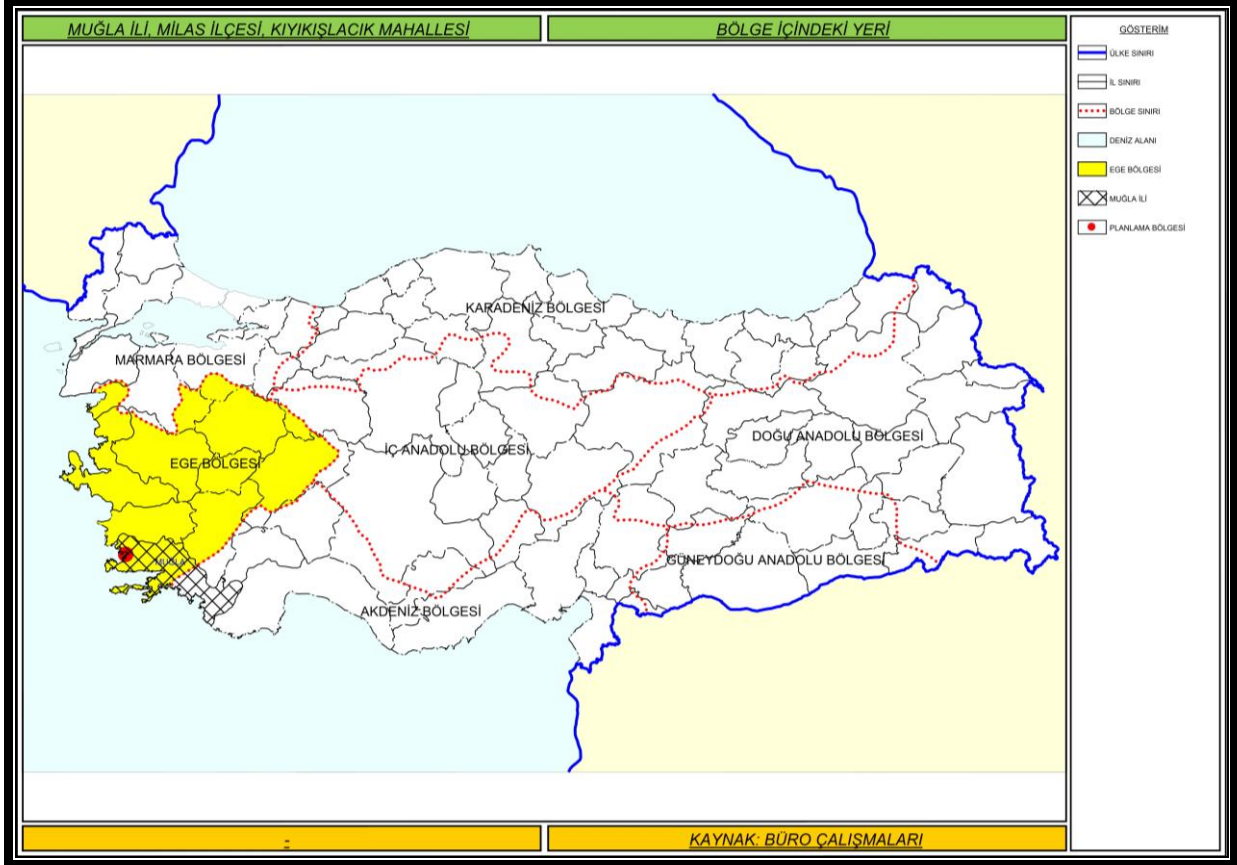 MUĞLA İLİ, MİLAS İLÇESİ, KIYIKIŞLACIK MAHALLESİ
BÖLGE İÇİNDEKİ YERİ
GÖSTERİM
ÜLKE SINIRI
İL SINIRI
BÖLGE SINIRI
DENİZ ALANI
EGE BÖLGESİ
MUĞLA İLİ
PLANLAMA BÖLGESİ
KARADENİZ BÖLGESİ
MARMARA BÖLGESİ
DOĞU ANADOLU BÖLGESİ
İÇ ANADOLU BÖLGESİ
EGE BÖLGESİ
MUĞLA
GÜNEYDOĞU ANADOLU BÖLGESİ
AKDENİZ BÖLGESİ
-
KAYNAK: BÜRO ÇALIŞMALARI